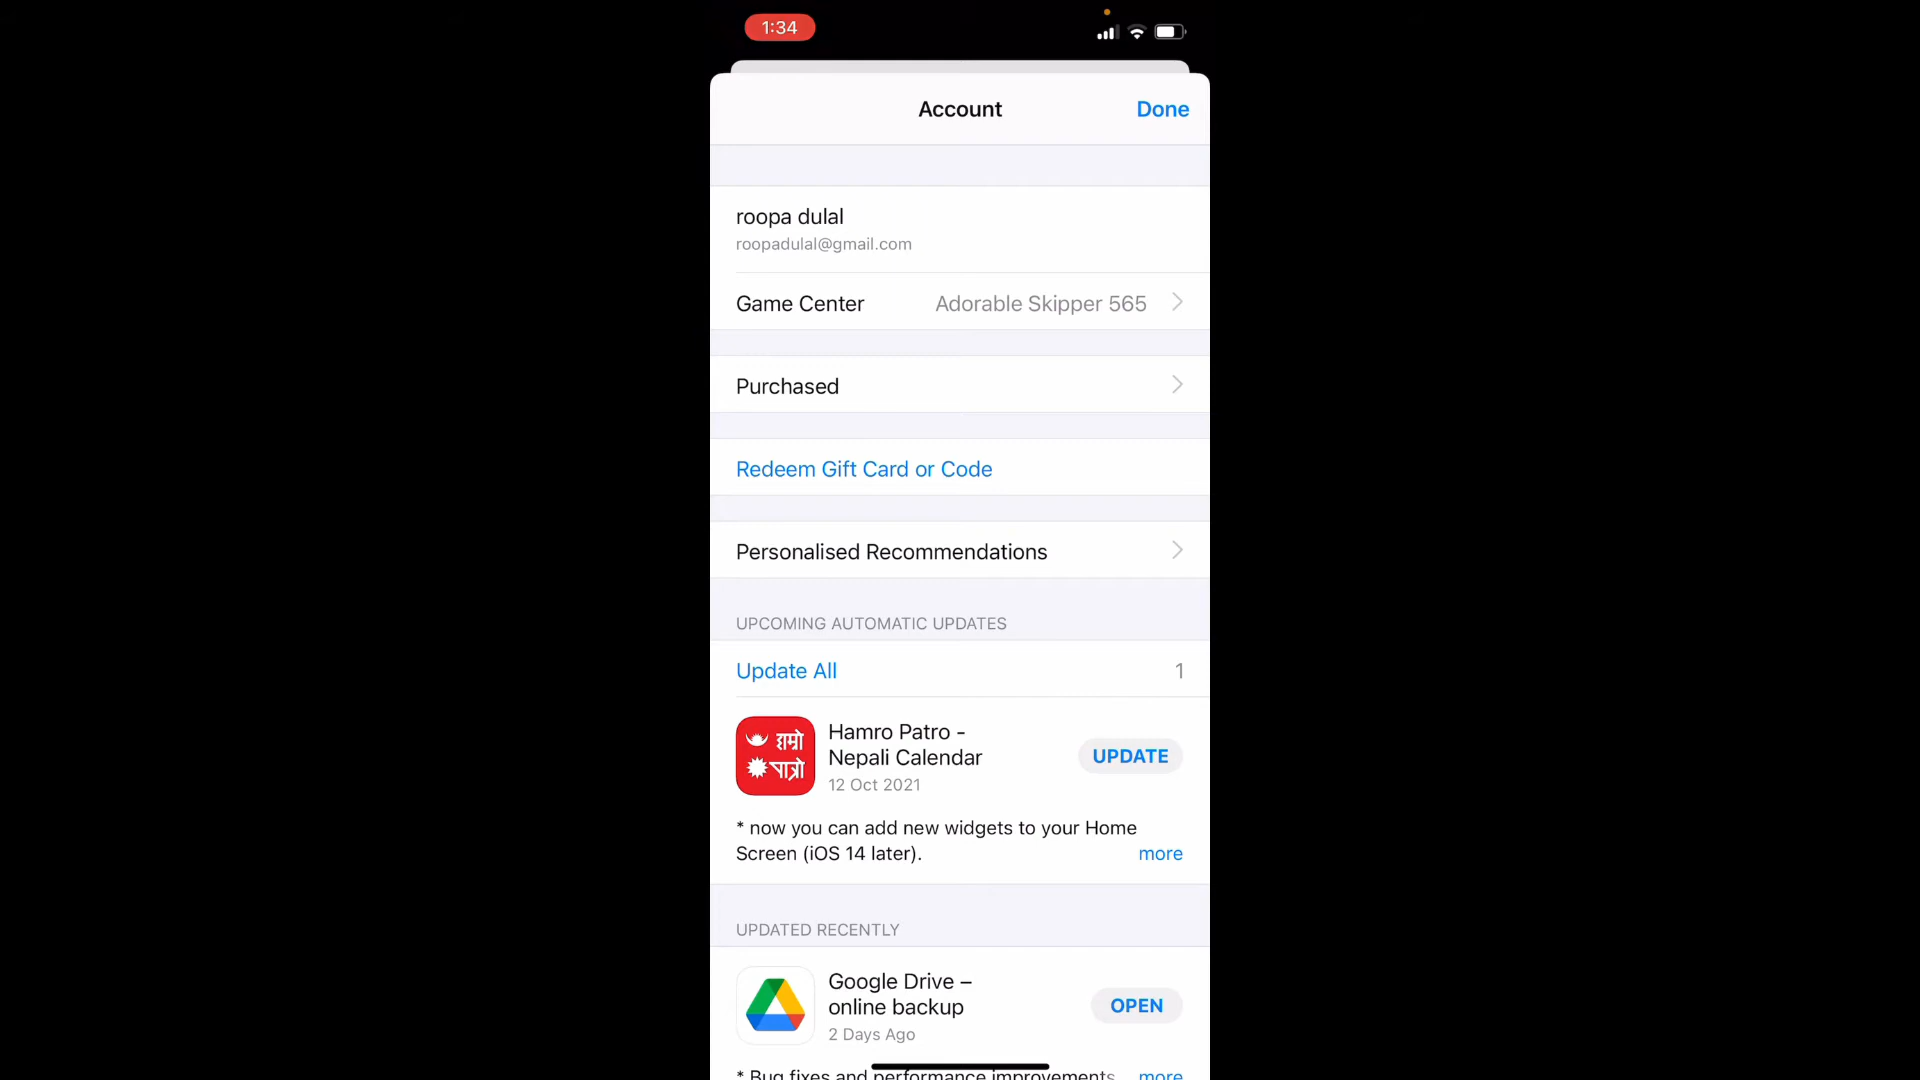 1:34
Account
Done
roopa dulal
roopadulal@gmail.com
Game Center
Adorable Skipper 565
Purchased
Redeem Gift Card or Code
Personalised Recommendations
UPCOMING AUTOMATIC UPDATES
Update All
1
हाम्रो
पात्रो
Hamro Patro -
Nepali Calendar
12 Oct 2021
UPDATE
* now you can add new widgets to your Home
Screen (iOS 14 later).
more
UPDATED RECENTLY
Google Drive –
online backup
2 Days Ago
OPEN
* Bug fixes and performance improvements
more